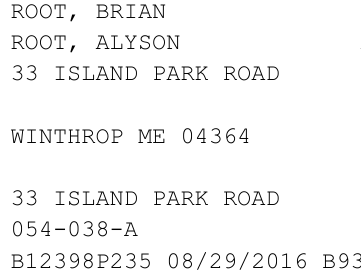 ROOT, BRIAN
ROOT, ALYSON
33 ISLAND PARK ROAD
WINTHROP ME 04364
33 ISLAND PARK ROAD
054-038-A
B12398P235 08/29/2016 B93